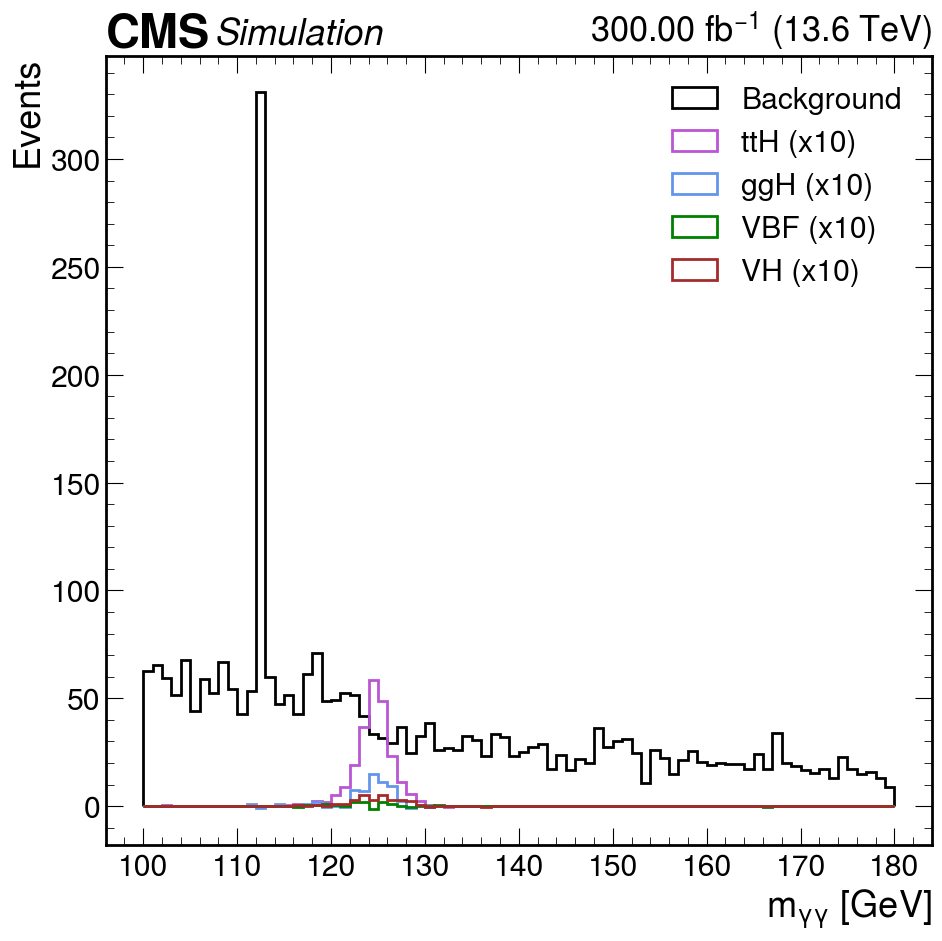 CMS Simulation 300.00 fb⁻¹ (13.6 TeV)
Events
Background
ttH (x10)
ggH (x10)
VBF (x10)
VH (x10)
300
250
200
150
100
50
0
100 110 120 130 140 150 160 170 180
mγγ [GeV]